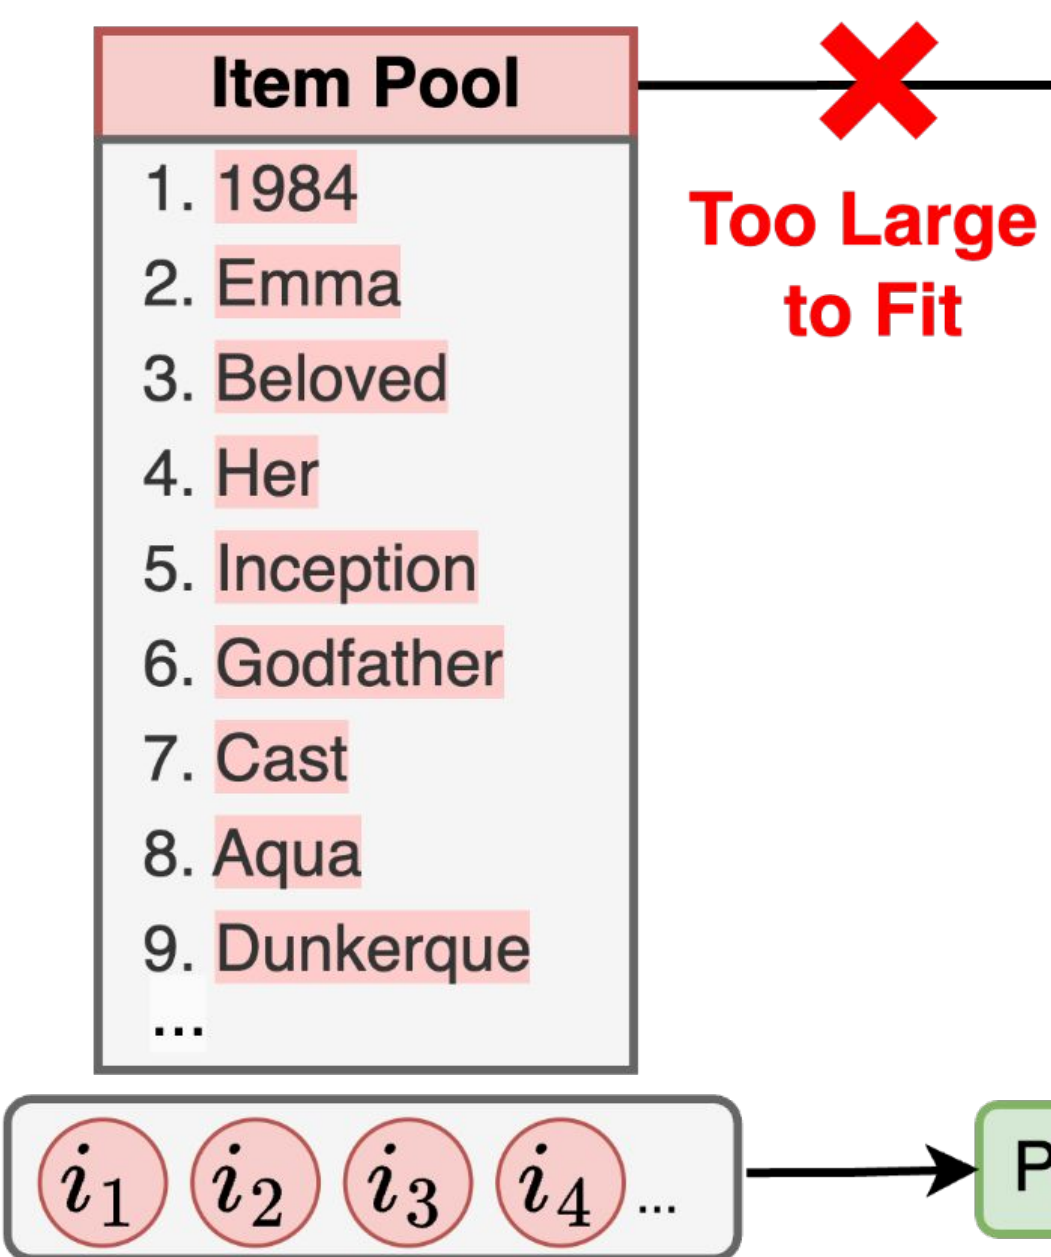 Item Pool
1. 1984
2. Emma
3. Beloved
4. Her
5. Inception
6. Godfather
7. Cast
8. Aqua
9. Dunkerque
...
Too Large
to Fit
i₁ i₂ i₃ i₄ ...
P